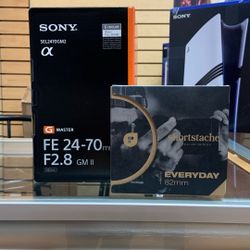 SONY
SEL2470GM2
α
G MASTER
FE 24-70mm
F2.8 GM II
shortstache
EVERYDAY
82mm
SONY